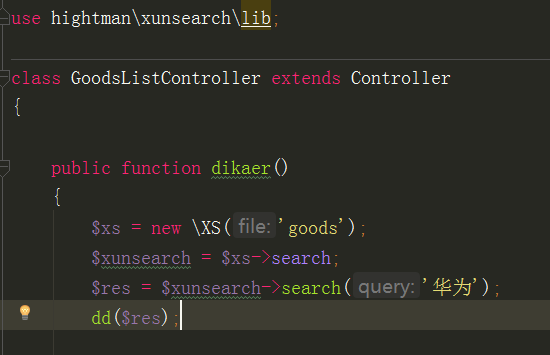 use hightman\xunsearch\lib;
class GoodsListController extends Controller
{
public function dikaer()
{
$xs = new \XS( file: 'goods');
$xunsearch = $xs->search;
$res = $xunsearch->search( query: '华为');
dd($res);